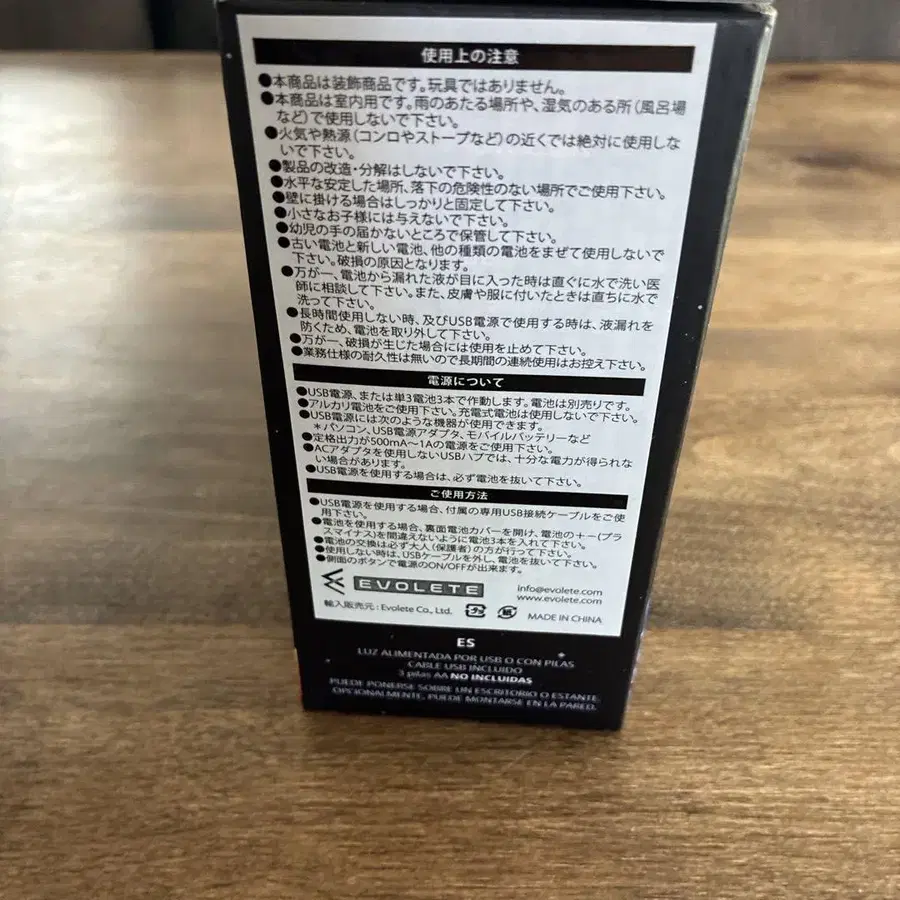 使用上の注意
●本商品は装飾商品です。玩具ではありません。
●本商品は室内用です。雨のあたる場所や、湿気のある所(風呂場
など)で使用しないで下さい。
●火気や熱源(コンロやストーブなど)の近くでは絶対に使用しな
いで下さい。
●製品の改造・分解はしないで下さい。
●水平な安定した場所、落下の危険性のない場所でご使用下さい。
●壁に掛ける場合はしっかりと固定して下さい。
●小さなお子様には与えないで下さい。
●幼児の手の届かないところで保管して下さい。
●古い電池と新しい電池、他の種類の電池をまぜて使用しないで
下さい。破損の原因となります。
●万が一、電池から漏れた液が目に入った時は直ぐに水で洗い医
師に相談して下さい。また、皮膚や服に付いたときは直ちに水で
洗って下さい。
●長時間使用しない時、及びUSB電源で使用する時は、液漏れを
防ぐため、電池を取り外して下さい。
●万が一、破損が生じた場合には使用を止めて下さい。
●業務仕様の耐久性は無いので長期間の連続使用はお控え下さい。
電源について
●USB電源、または単3電池3本で作動します。電池は別売りです。
●アルカリ電池をご使用下さい。充電式電池は使用しないで下さい。
●USB電源には次のような機器が使用できます。
＊パソコン、USB電源アダプタ、モバイルバッテリーなど
●定格出力が500mA〜1Aの電源をご使用下さい。
●ACアダプタを使用しないUSBハブでは、十分な電力が得られな
い場合があります。
●USB電源を使用する場合は、必ず電池を抜いて下さい。
ご使用方法
●USB電源を使用する場合、付属の専用USB接続ケーブルをご使
用下さい。
●電池を使用する場合、裏面電池カバーを開け、電池の＋−(プラ
スマイナス)を間違えないように電池3本を入れて下さい。
●電池の交換は必ず大人(保護者)の方が行って下さい。
●使用しない時は、USBケーブルを外し、電池を抜いて下さい。
●側面のボタンで電源のON/OFFが出来ます。
EVOLETE
info@evolete.com
www.evolete.com
輸入販売元：Evolete Co., Ltd.
プラ
紙
MADE IN CHINA
ES
LUZ ALIMENTADA POR USB O CON PILAS
CABLE USB INCLUIDO
3 pilas AA NO INCLUIDAS
PUEDE PONERSE SOBRE UN ESCRITORIO O ESTANTE.
OPCIONALMENTE, PUEDE MONTARSE EN LA PARED.